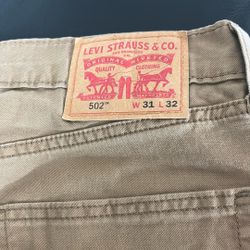 LEVI STRAUSS & CO.
ORIGINAL RIVETED
QUALITY CLOTHING
502™ W 31 L 32